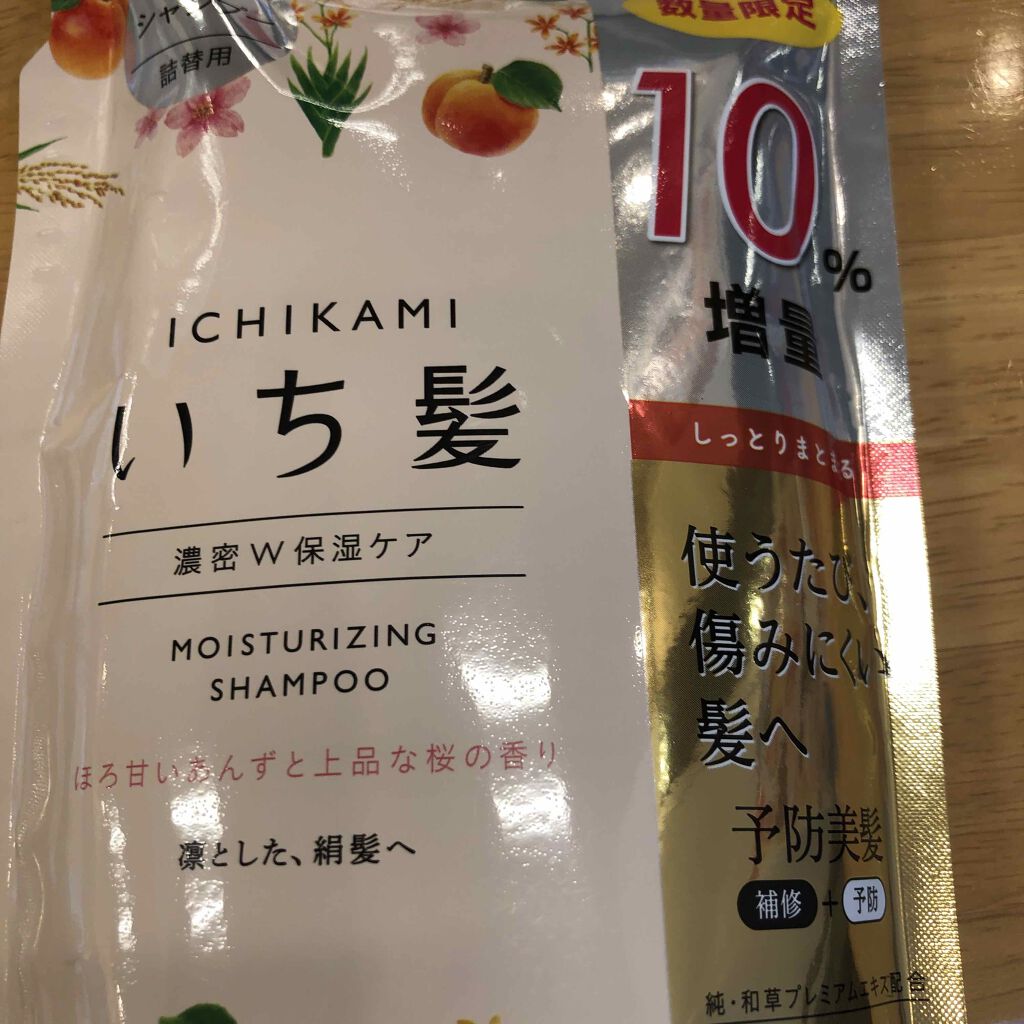 詰替用
ICHIKAMI
いち髪
濃密W保湿ケア
MOISTURIZING
SHAMPOO
ほろ甘いあんずと上品な桜の香り
凛とした、絹髪へ
数量限定
10%
増量
しっとりまとまる
使うたび、
傷みにくい
髪へ
予防美髪
補修+予防
純・和草プレミアムエキス配合